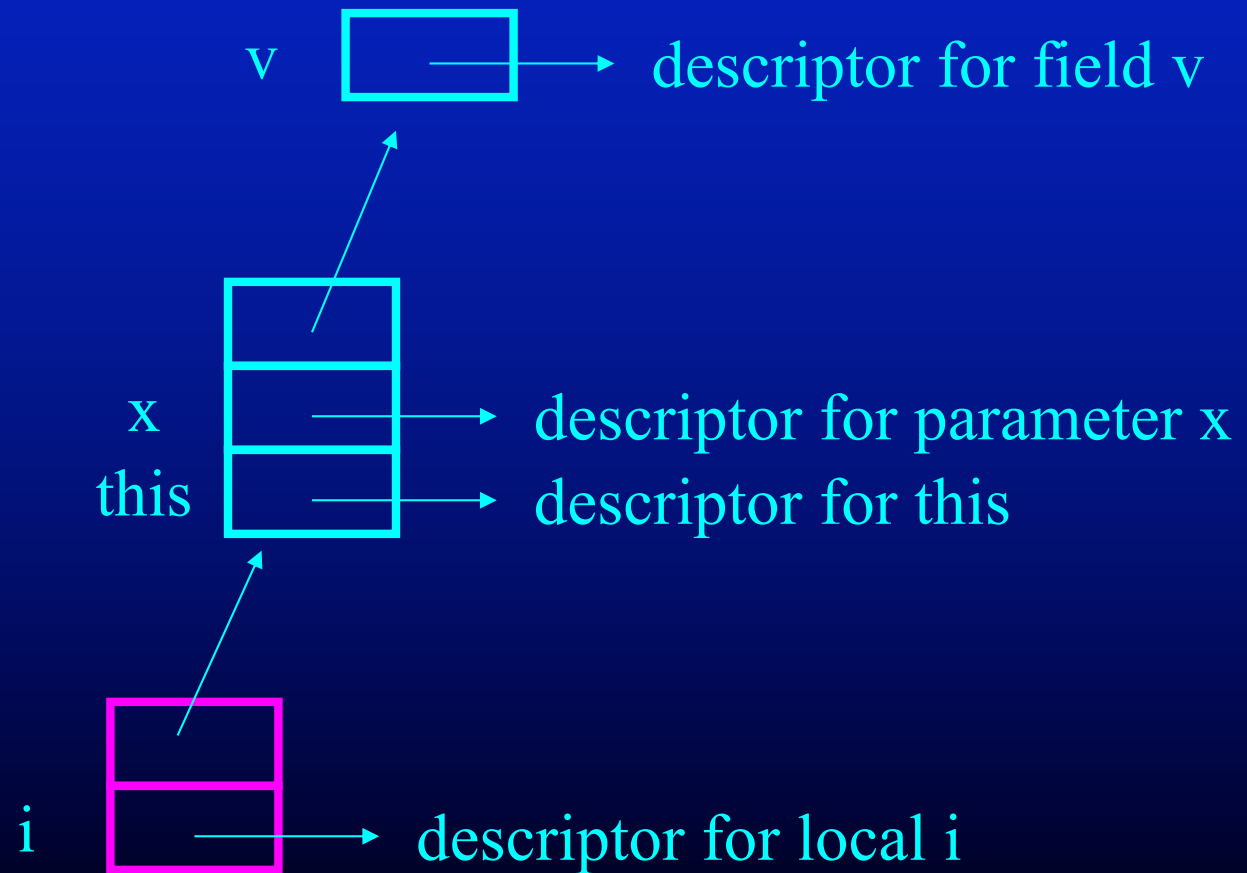 v descriptor for field v
x descriptor for parameter x
this descriptor for this
i descriptor for local i